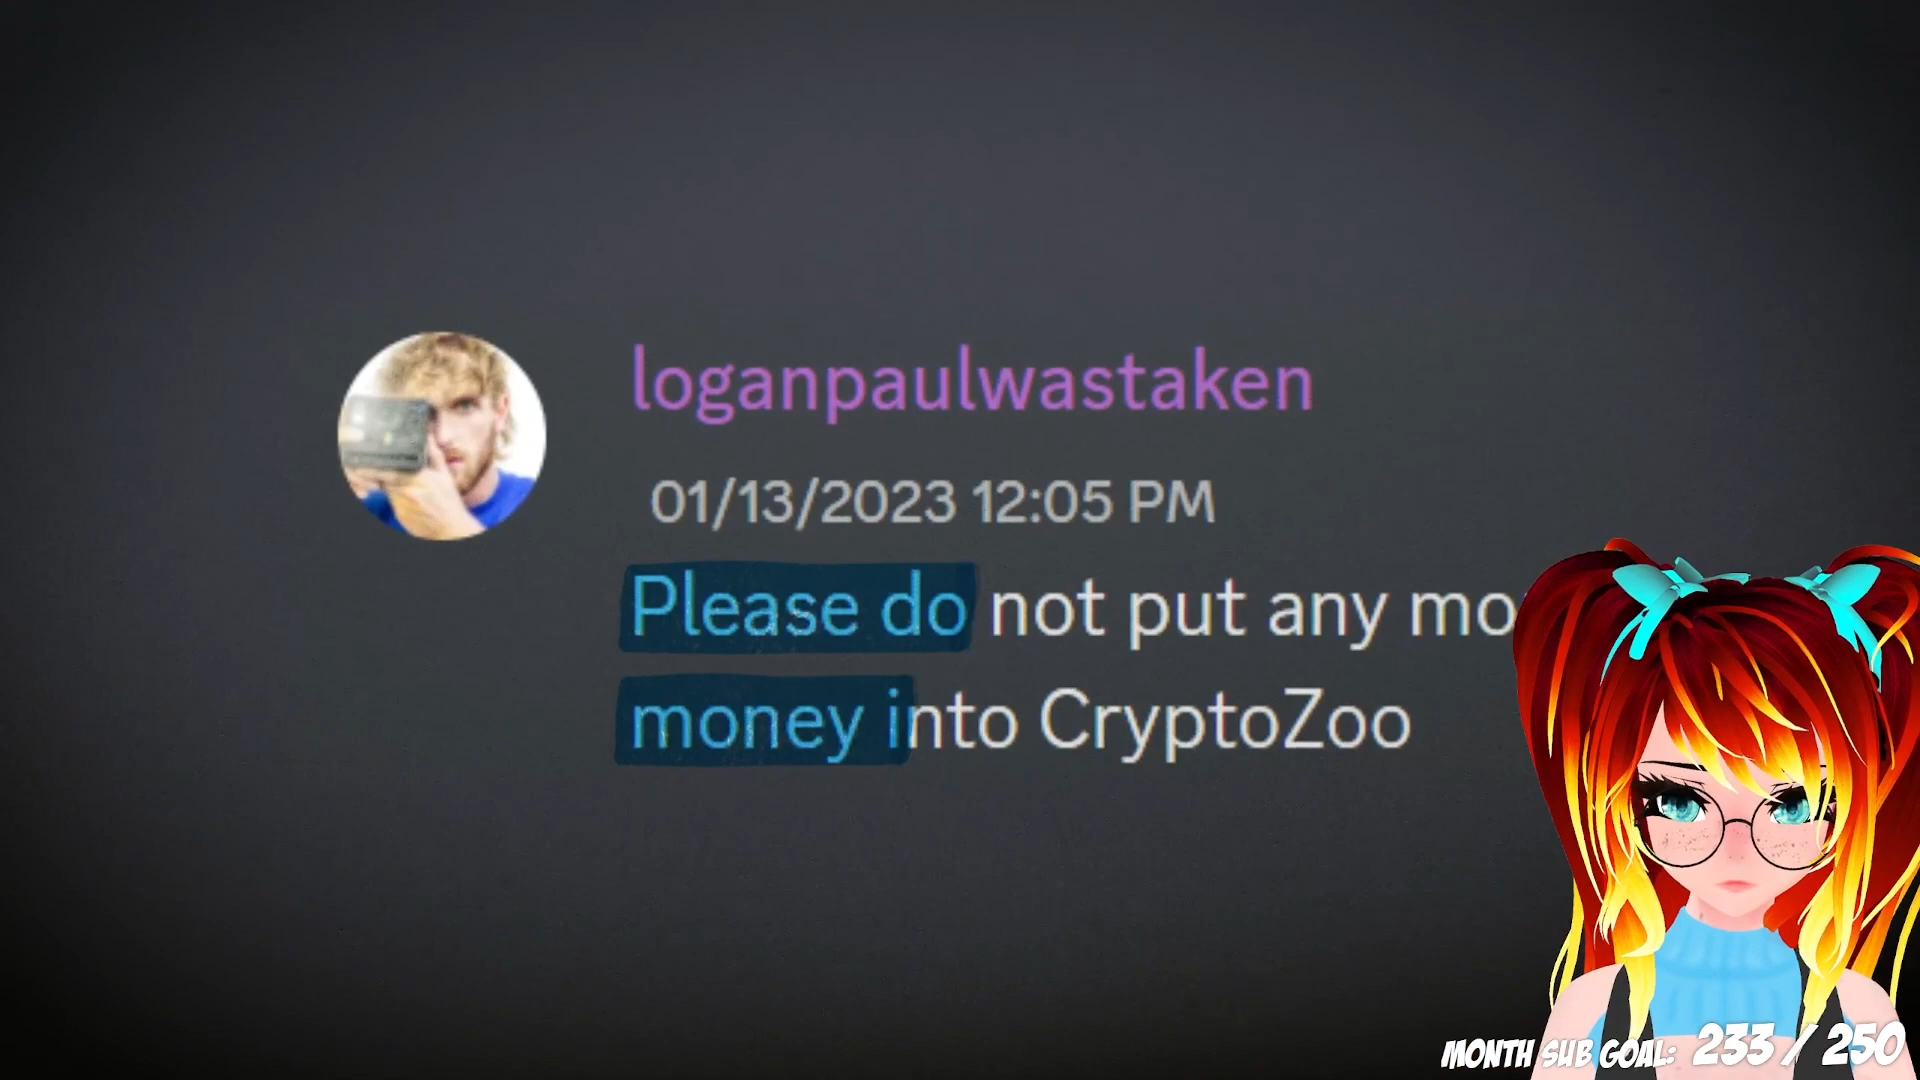 loganpaulwastaken
01/13/2023 12:05 PM
Please do not put any mo
money into CryptoZoo
MONTH SUB GOAL: 233 / 250